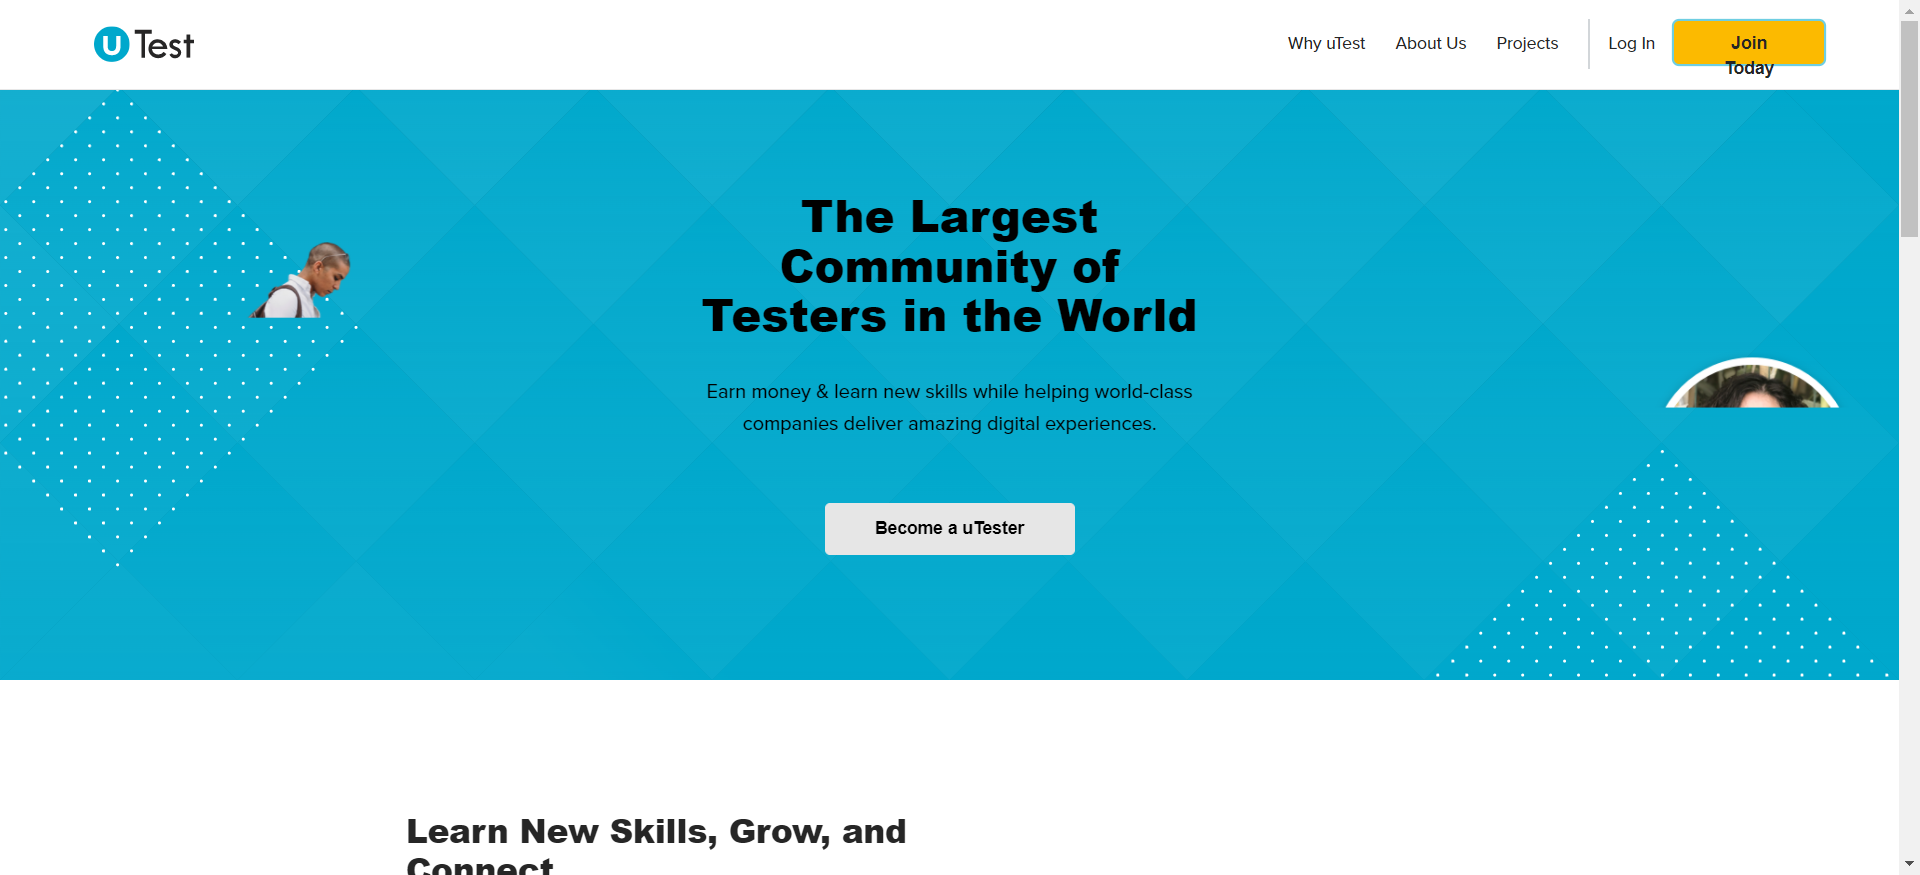 uTest
Why uTest
About Us
Projects
Log In
Join
Today
The Largest
Community of
Testers in the World
Earn money & learn new skills while helping world-class
companies deliver amazing digital experiences.
Become a uTester
Learn New Skills, Grow, and
Connect